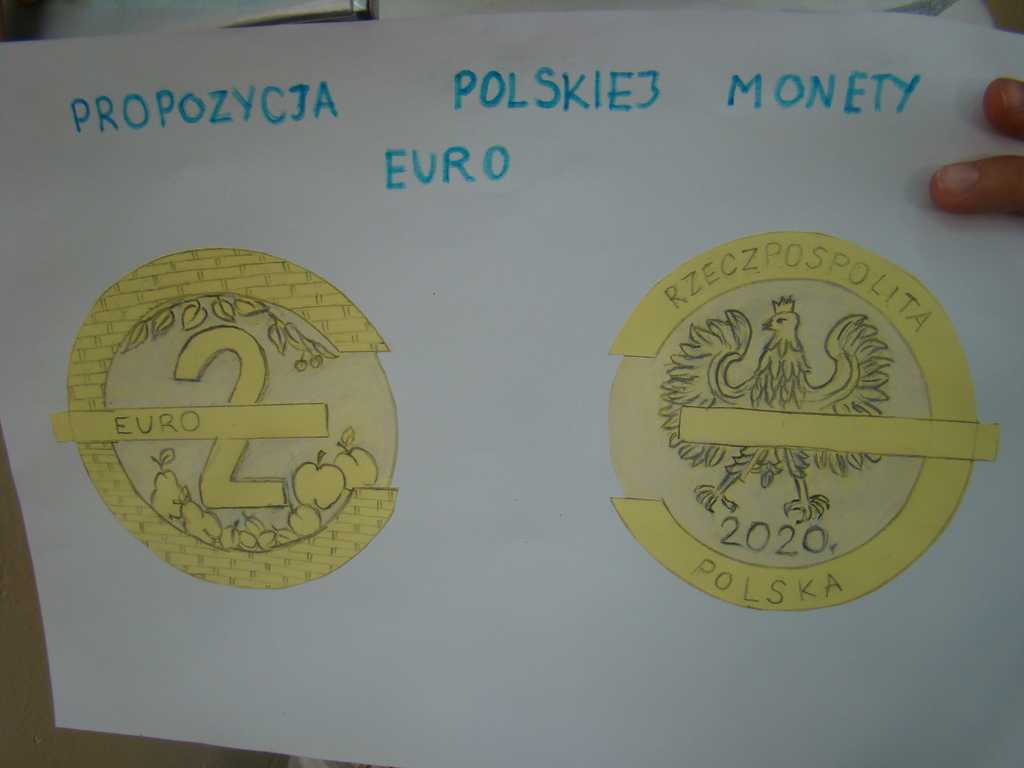 PROPOZYCJA POLSKIEJ MONETY
EURO
2
EURO
RZECZPOSPOLITA
2020r
POLSKA